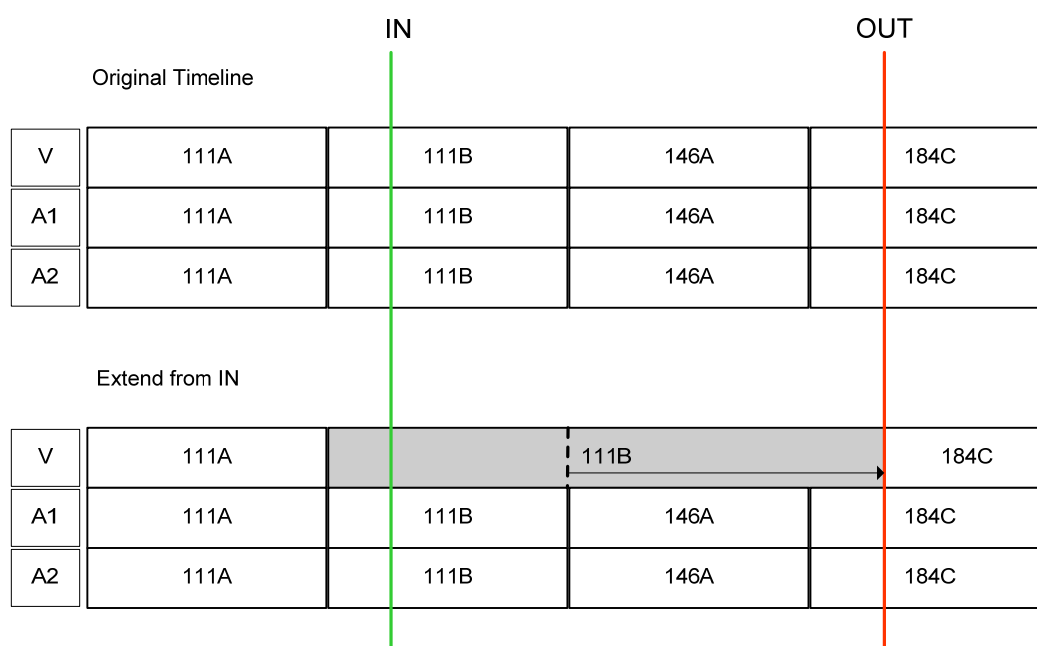 IN OUT
Original Timeline
V 111A 111B 146A 184C
A1 111A 111B 146A 184C
A2 111A 111B 146A 184C
Extend from IN
V 111A 111B 184C
A1 111A 111B 146A 184C
A2 111A 111B 146A 184C